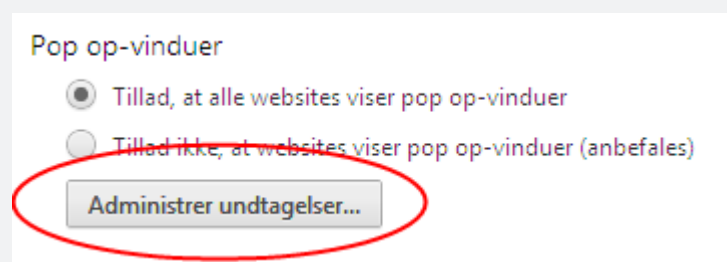 Pop op-vinduer
Tillad, at alle websites viser pop op-vinduer
Tillad ikke, at websites viser pop op-vinduer (anbefales)
Administrer undtagelser...